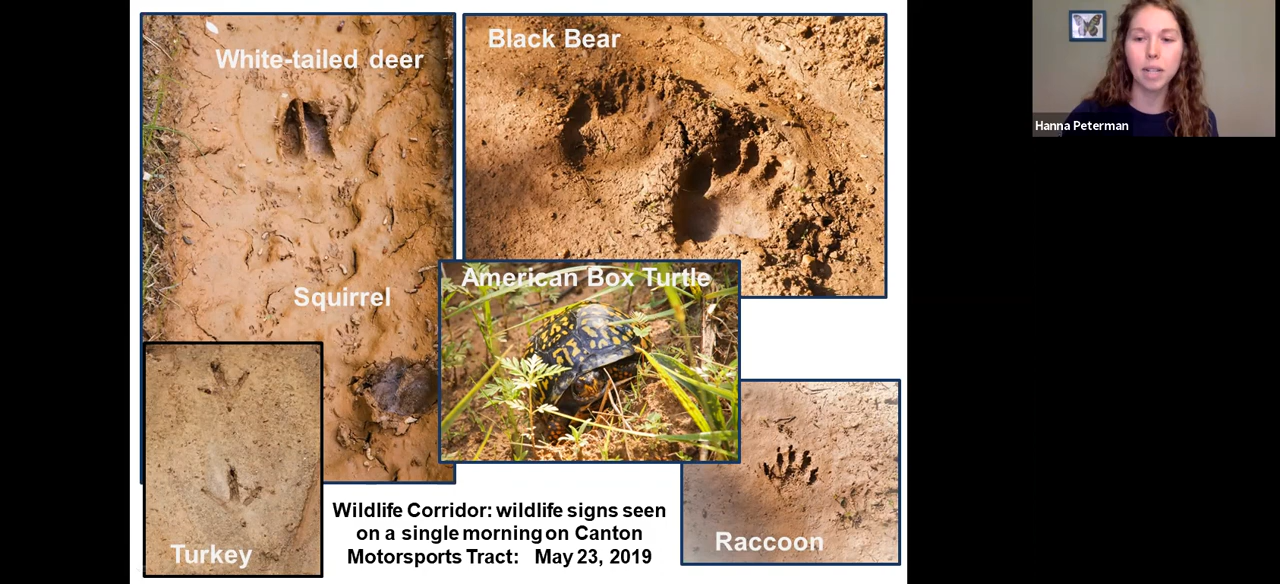 White-tailed deer
Black Bear
Hanna Peterman
American Box Turtle
Squirrel
Wildlife Corridor: wildlife signs seen
on a single morning on Canton
Motorsports Tract: May 23, 2019
Turkey
Raccoon